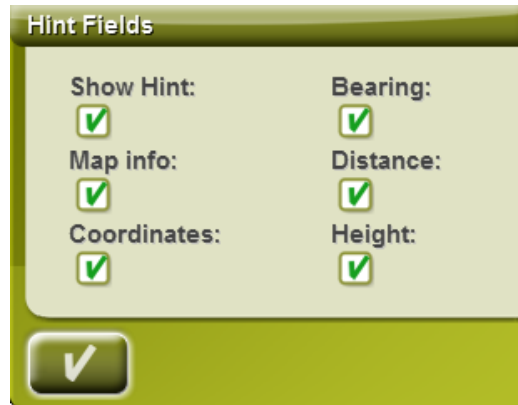 Hint Fields
Show Hint:
Bearing:
Map info:
Distance:
Coordinates:
Height: